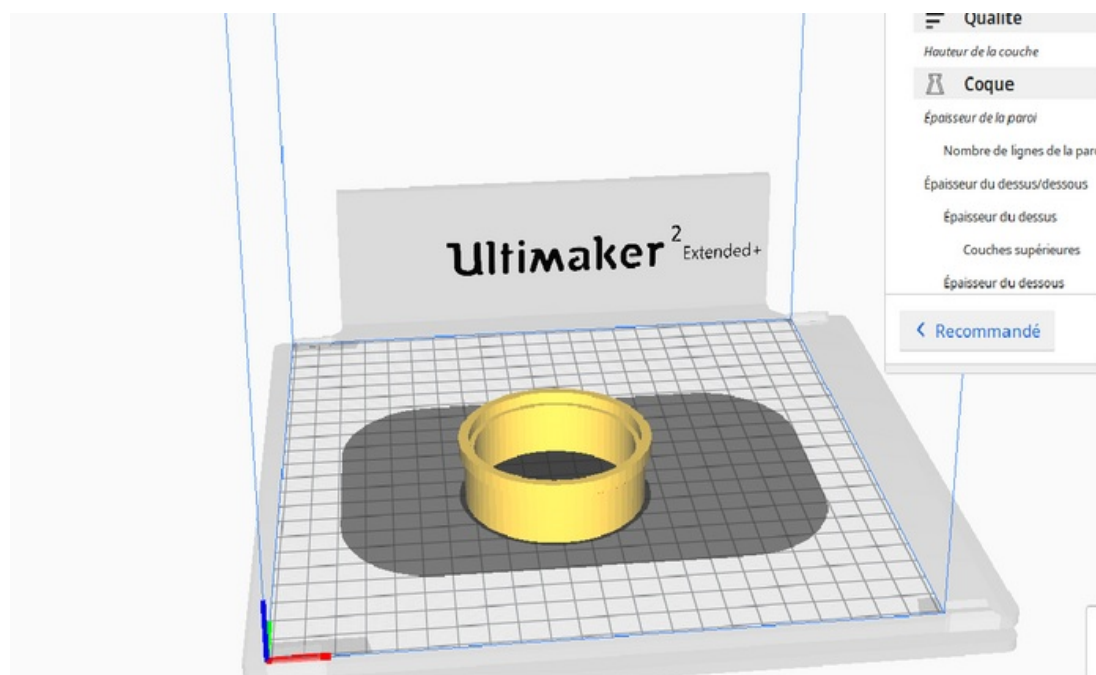 Ultimaker 2 Extended+
Qualité
Hauteur de la couche
Coque
Épaisseur de la paroi
Nombre de lignes de la
Épaisseur du dessus/dessous
Épaisseur du dessus
Couches supérieures
Épaisseur du dessous
Recommandé